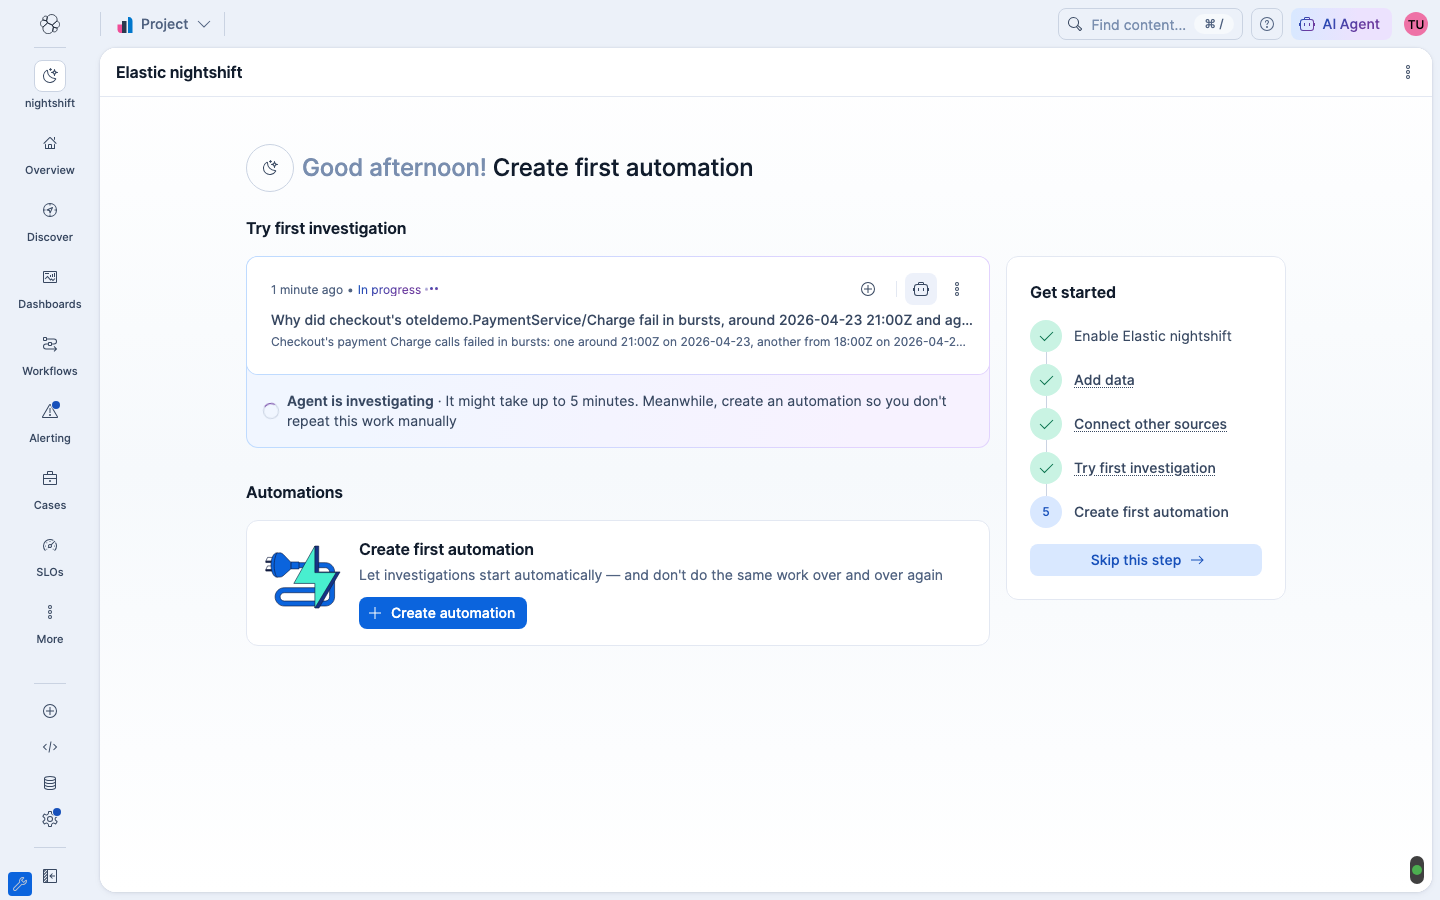 Project
Find content... ⌘ /
AI Agent
TU
nightshift
Overview
Discover
Dashboards
Workflows
Alerting
Cases
SLOs
More
Elastic nightshift
Good afternoon! Create first automation
Try first investigation
1 minute ago • In progress
Why did checkout's oteldemo.PaymentService/Charge fail in bursts, around 2026-04-23 21:00Z and ag...
Checkout's payment Charge calls failed in bursts: one around 21:00Z on 2026-04-23, another from 18:00Z on 2026-04-2...
Agent is investigating · It might take up to 5 minutes. Meanwhile, create an automation so you don't
repeat this work manually
Automations
Create first automation
Let investigations start automatically — and don't do the same work over and over again
Create automation
Get started
Enable Elastic nightshift
Add data
Connect other sources
Try first investigation
5 Create first automation
Skip this step